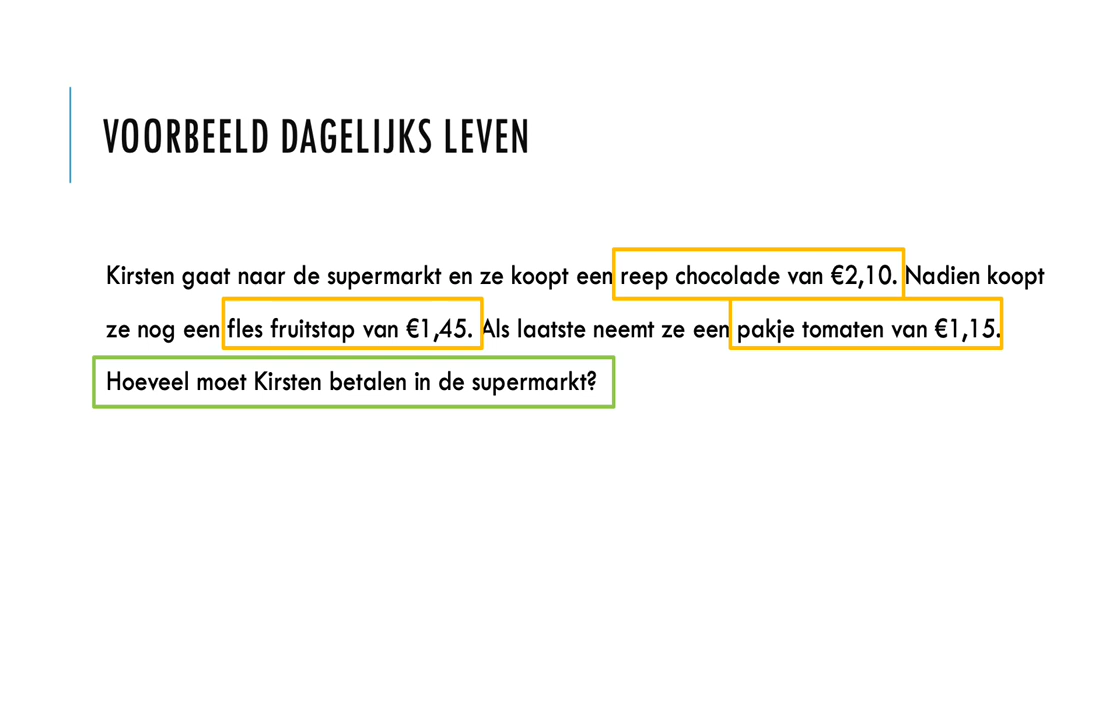 VOORBEELD DAGELIJKS LEVEN
Kirsten gaat naar de supermarkt en ze koopt een reep chocolade van €2,10. Nadien koopt
ze nog een fles fruitstap van €1,45. Als laatste neemt ze een pakje tomaten van €1,15.
Hoeveel moet Kirsten betalen in de supermarkt?